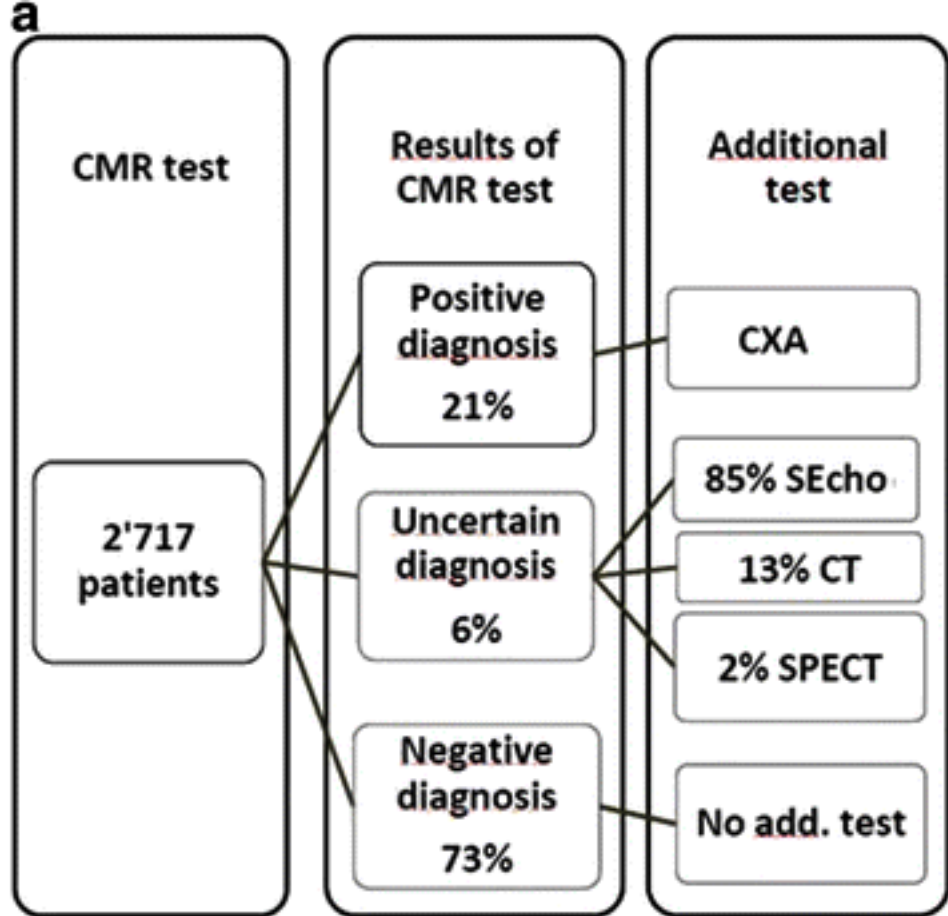 a
CMR test
2'717
patients
Results of
CMR test
Positive
diagnosis
21%
Uncertain
diagnosis
6%
Negative
diagnosis
73%
Additional
test
CXA
85% SEcho
13% CT
2% SPECT
No add. test